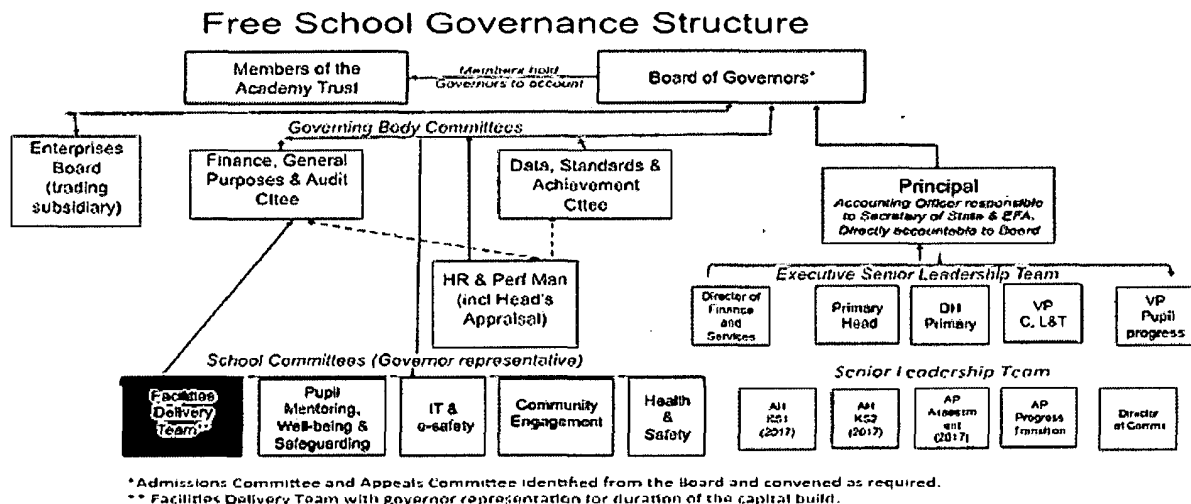 Free School Governance Structure
Members of the
Academy Trust
Members hold
Governors to account
Board of Governors*
Governing Body Committees
Enterprises
Board
(trading
subsidiary)
Finance, General
Purposes & Audit
Cttee
Data, Standards &
Achievement
Cttee
Principal
Accounting Officer responsible
to Secretary of State & EFA,
Directly accountable to Board
HR & Perf Man
(incl Head's
Appraisal)
Executive Senior Leadership Team
Director of
Finance
and
Services
Primary
Head
DH
Primary
VP
C, L&T
VP
Pupil
progress
School Committees (Governor representative)
Facilities
Delivery
Team**
Pupil
Mentoring,
Well-being &
Safeguarding
IT &
e-safety
Community
Engagement
Health
&
Safety
Senior Leadership Team
AH
KS1
(2017)
AH
KS2
(2017)
AP
(2017)
AP
Progress
Transition
Director
of Comms
*Admissions Committee and Appeals Committee identified from the Board and convened as required.
** Facilities Delivery Team with governor representation for duration of the capital build.